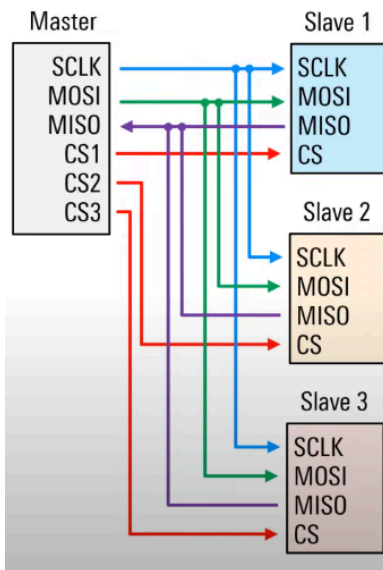 Master
SCLK
MOSI
MISO
CS1
CS2
CS3
Slave 1
SCLK
MOSI
MISO
CS
Slave 2
SCLK
MOSI
MISO
CS
Slave 3
SCLK
MOSI
MISO
CS